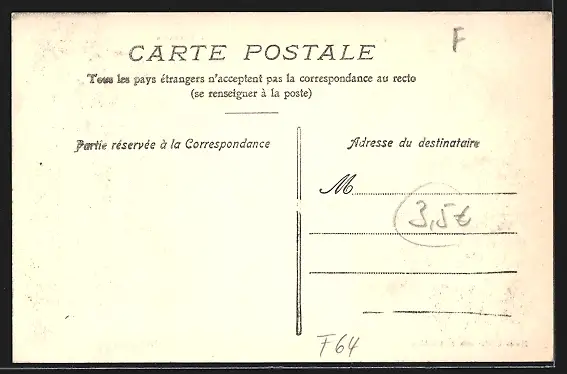 CARTE POSTALE
F
Tous les pays étrangers n'acceptent pas la correspondance au recto
(se renseigner à la poste)
Partie réservée à la Correspondance
Adresse du destinataire
M
3,5€
F64